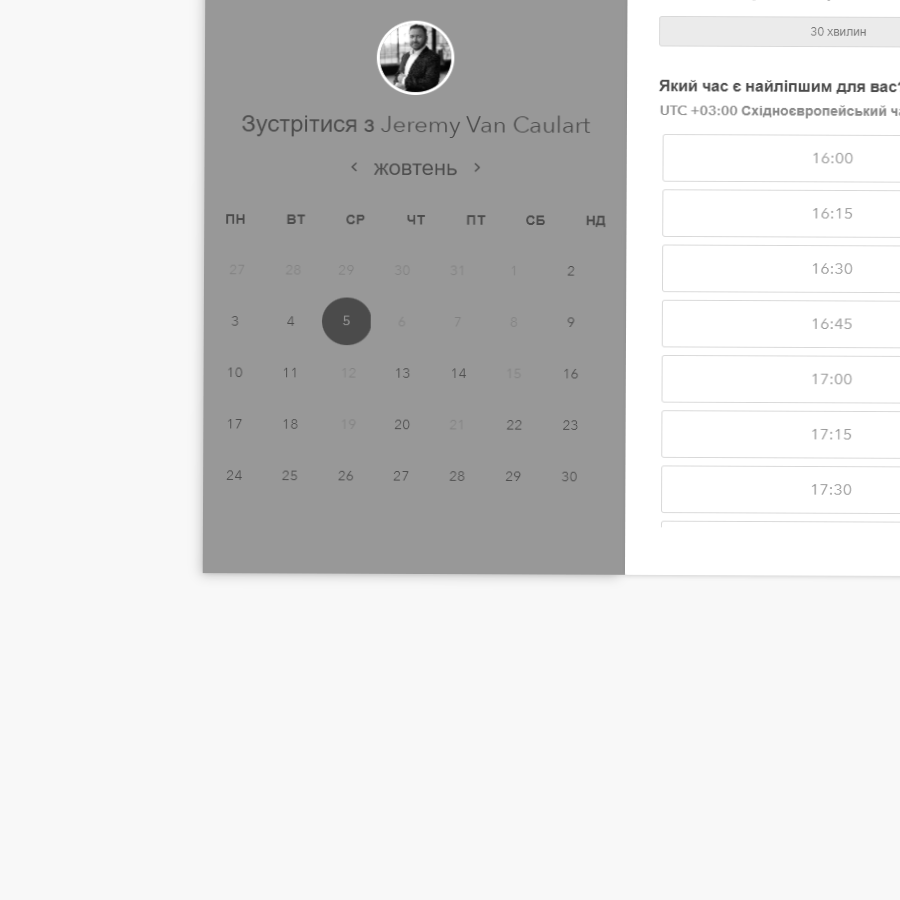 Зустрітися з Jeremy Van Caulart
‹ жовтень ›
ПН ВТ СР ЧТ ПТ СБ НД
27 28 29 30 31 1 2
3 4 5 6 7 8 9
10 11 12 13 14 15 16
17 18 19 20 21 22 23
24 25 26 27 28 29 30
30 хвилин
Який час є найліпшим для вас
UTC +03:00 Східноєвропейський
16:00
16:15
16:30
16:45
17:00
17:15
17:30